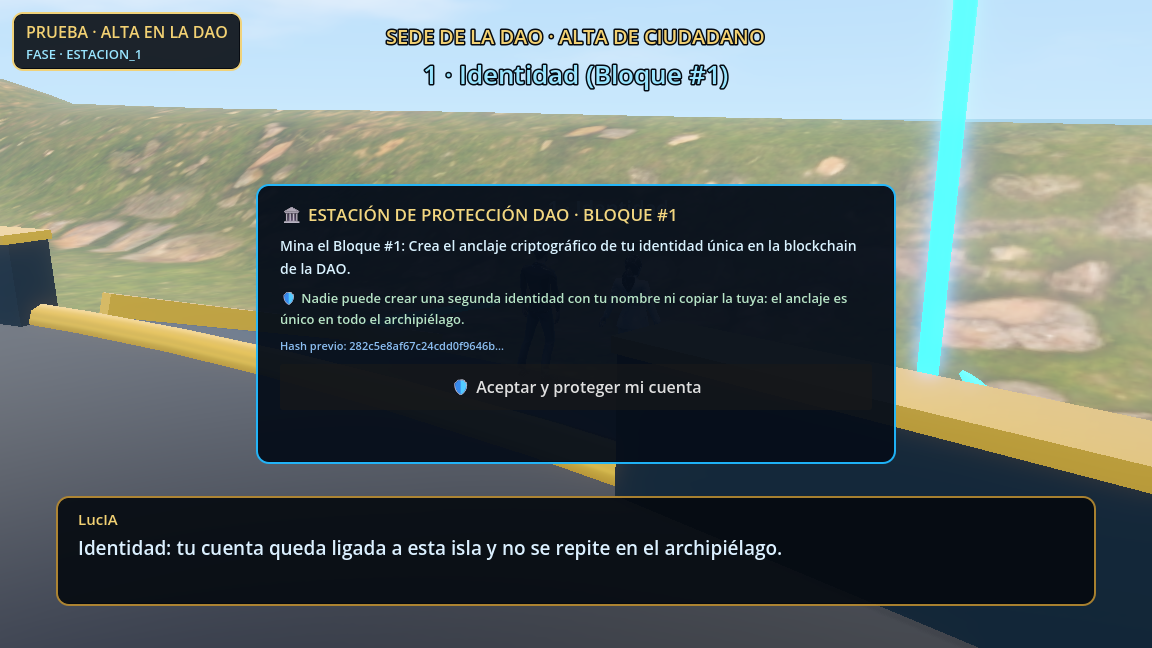 PRUEBA · ALTA EN LA DAO
FASE · ESTACION_1
SEDE DE LA DAO · ALTA DE CIUDADANO
1 · Identidad (Bloque #1)
ESTACIÓN DE PROTECCIÓN DAO · BLOQUE #1
Mina el Bloque #1: Crea el anclaje criptográfico de tu identidad única en la blockchain
de la DAO.
Nadie puede crear una segunda identidad con tu nombre ni copiar la tuya: el anclaje es
único en todo el archipiélago.
Hash previo: 282c5e8af67c24cdd0f9646b...
Aceptar y proteger mi cuenta
LucIA
Identidad: tu cuenta queda ligada a esta isla y no se repite en el archipiélago.